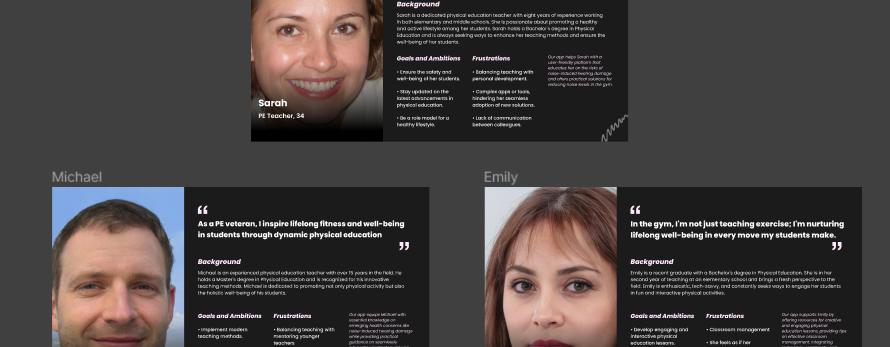 Background
Sarah is a dedicated physical education teacher with eight years of experience working
in both elementary and middle schools. She is passionate about promoting a healthy
and active lifestyle among her students. Sarah holds a Bachelor's degree in Physical
Education and is always seeking ways to enhance her teaching methods and ensure the
well-being of her students.
Goals and Ambitions
• Ensure the safety and
well-being of her students.
• Stay updated on the
latest advancements in
physical education.
• Be a role model for a
healthy lifestyle.
Frustrations
• Balancing teaching with
personal development.
• Complex apps or tools,
hindering her seamless
adoption of new solutions.
• Lack of communication
between colleagues.
Our app helps Sarah with a
user-friendly platform that
educates her on the risks of
noise-induced hearing damage
and offers practical solutions for
reducing noise levels in the gym.
Sarah
PE Teacher, 34
Michael
“
As a PE veteran, I inspire lifelong fitness and well-being
in students through dynamic physical education
”
Background
Michael is an experienced physical education teacher with over 15 years in the field. He
holds a Master's degree in Physical Education and is recognized for his innovative
teaching methods. Michael is dedicated to promoting not only physical activity but also
the holistic well-being of his students.
Goals and Ambitions
• Implement modern
teaching methods.
Frustrations
• Balancing teaching with
mentoring younger
teachers
Our app equips Michael with
essential knowledge on
emerging health concerns like
noise-induced hearing damage
while providing practical
guidance on seamlessly
Emily
“
In the gym, I'm not just teaching exercise; I'm nurturing
lifelong well-being in every move my students make.
”
Background
Emily is a recent graduate with a Bachelor's degree in Physical Education. She is in her
second year of teaching at an elementary school and brings a fresh perspective to the
field. Emily is enthusiastic, tech-savvy, and constantly seeks ways to engage her students
in fun and interactive physical activities.
Goals and Ambitions
• Develop engaging and
interactive physical
education lessons.
Frustrations
• Classroom management
• She feels as if her
Our app supports Emily by
offering resources for creative
and engaging physical
education lessons, providing tips
on effective classroom
management, integrating